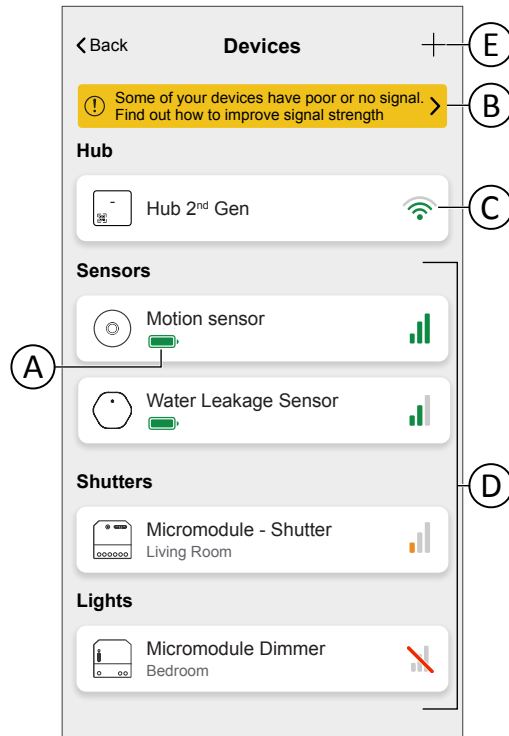 Back
Devices
E
Some of your devices have poor or no signal.
Find out how to improve signal strength
B
Hub
Hub 2nd Gen
C
Sensors
Motion sensor
A
Water Leakage Sensor
D
Shutters
Micromodule - Shutter
Living Room
Lights
Micromodule Dimmer
Bedroom